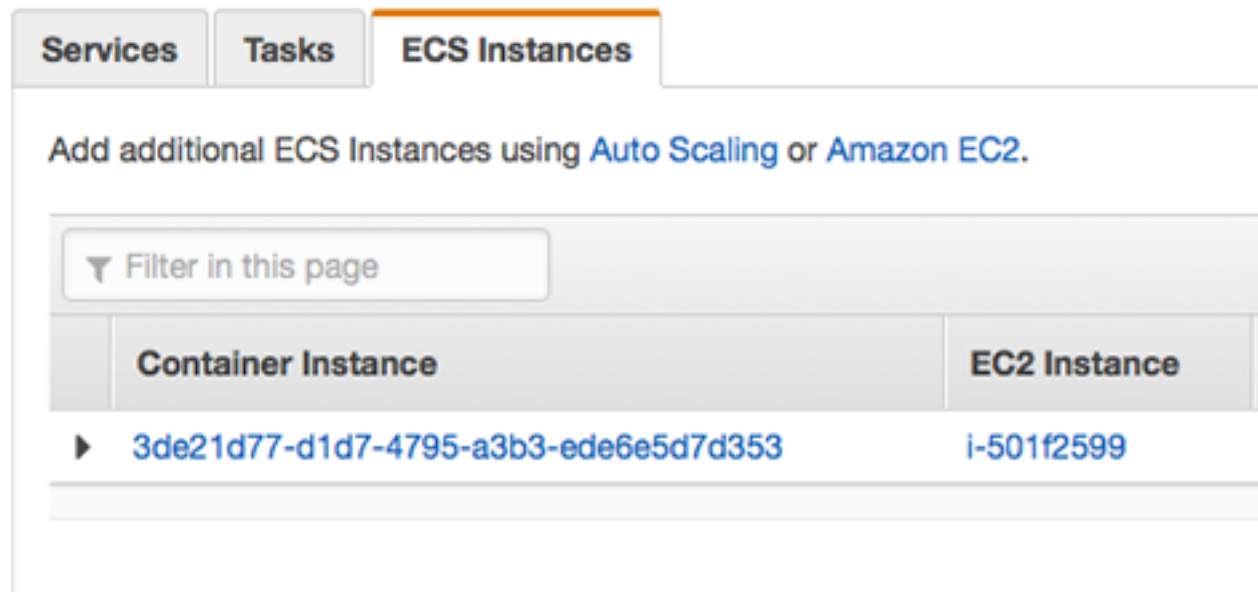 Services Tasks ECS Instances
Add additional ECS Instances using Auto Scaling or Amazon EC2.
Filter in this page
Container Instance EC2 Instance
3de21d77-d1d7-4795-a3b3-ede6e5d7d353 i-501f2599